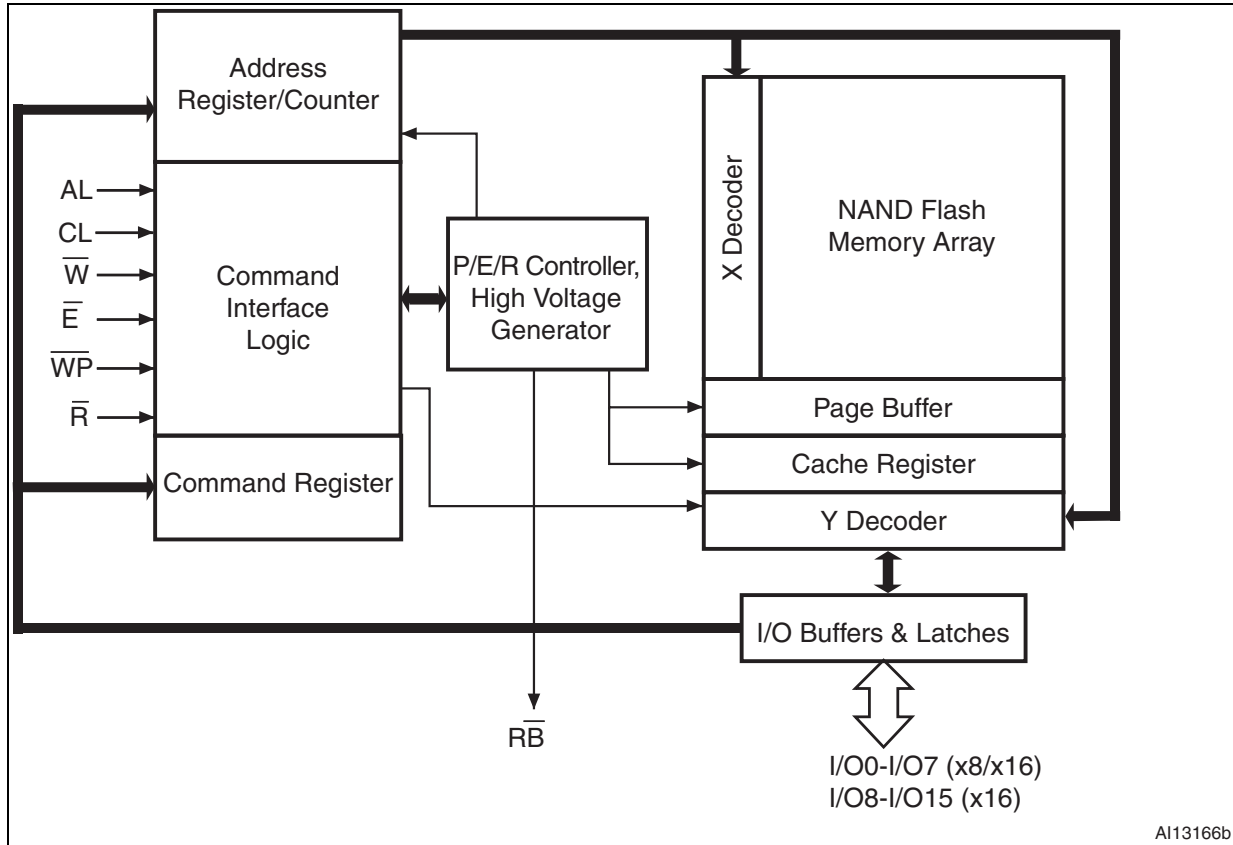 Address
Register/Counter
AL
CL
W̅
E̅
W̅P̅
R̅
Command
Interface
Logic
Command Register
P/E/R Controller,
High Voltage
Generator
RB̅
X Decoder
NAND Flash
Memory Array
Page Buffer
Cache Register
Y Decoder
I/O Buffers & Latches
I/O0-I/O7 (x8/x16)
I/O8-I/O15 (x16)
AI13166b